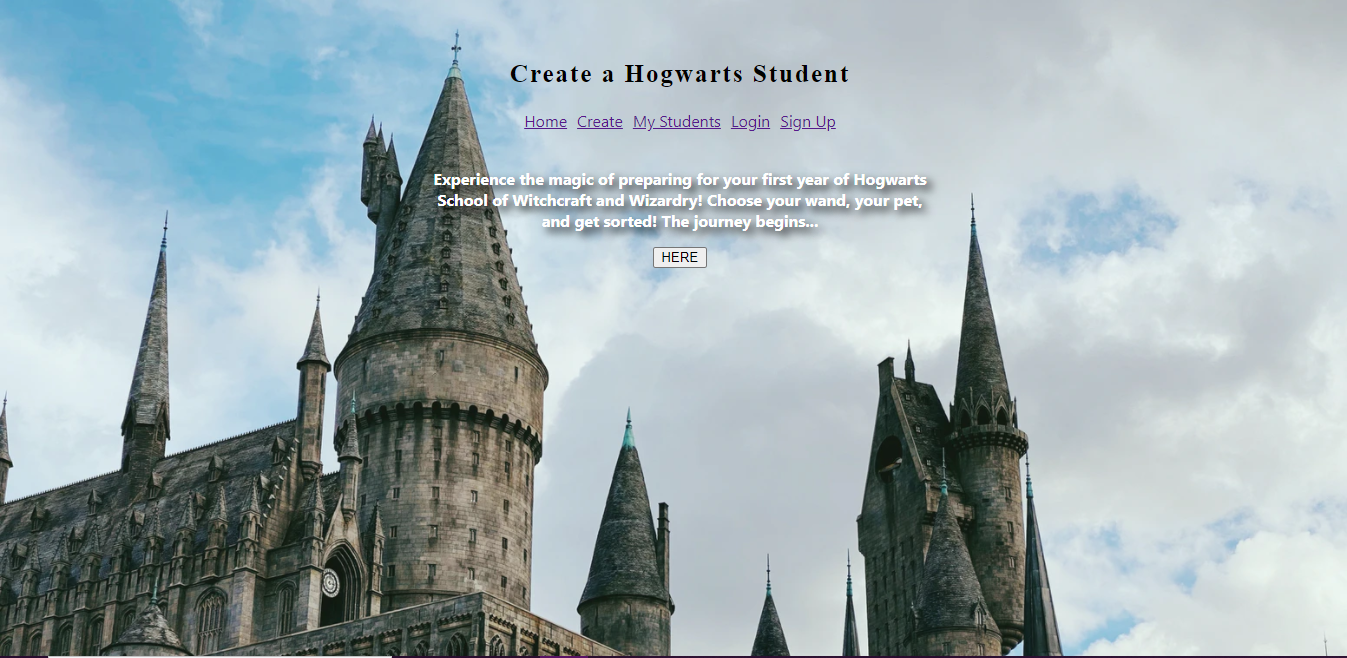 Create a Hogwarts Student
Home Create My Students Login Sign Up
Experience the magic of preparing for your first year of Hogwarts
School of Witchcraft and Wizardry! Choose your wand, your pet,
and get sorted! The journey begins...
HERE